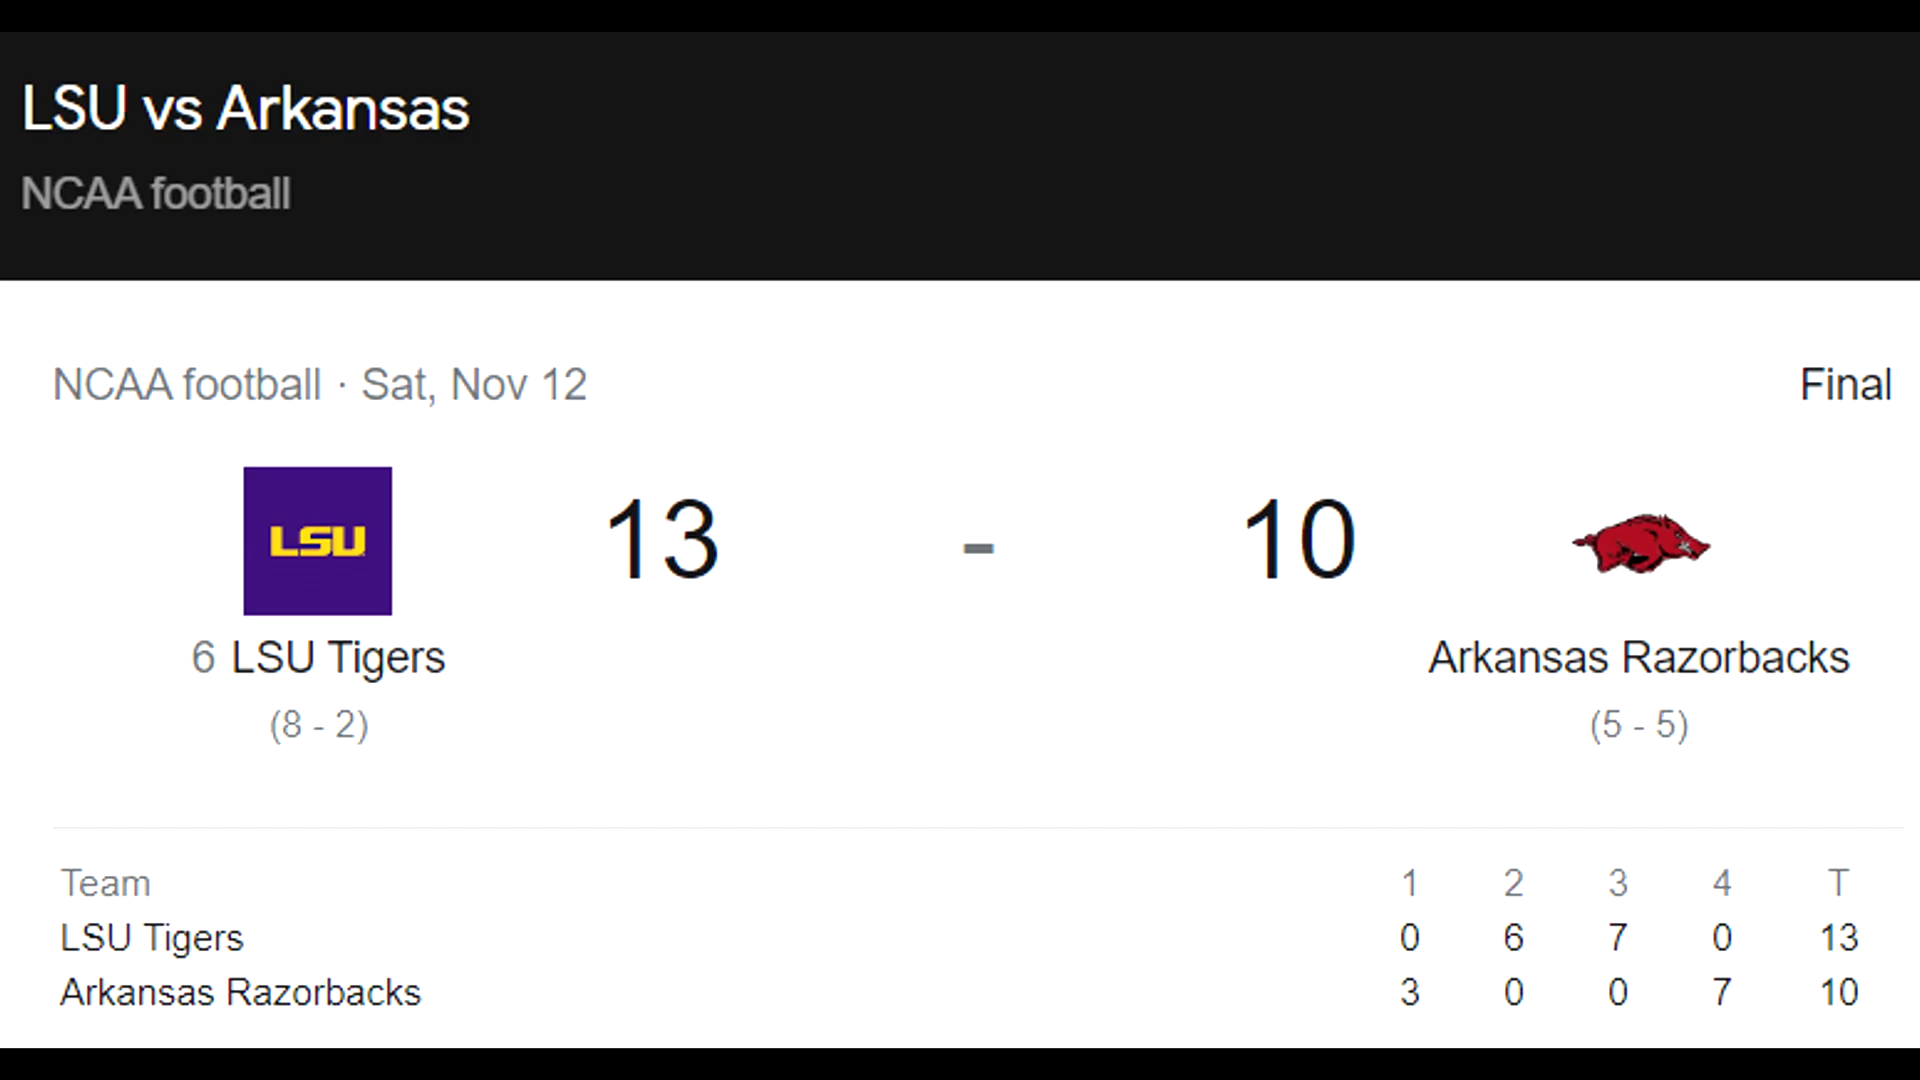 LSU vs Arkansas
NCAA football
NCAA football · Sat, Nov 12 Final
LSU
13 - 10
6 LSU Tigers Arkansas Razorbacks
(8 - 2) (5 - 5)
Team 1 2 3 4 T
LSU Tigers 0 6 7 0 13
Arkansas Razorbacks 3 0 0 7 10